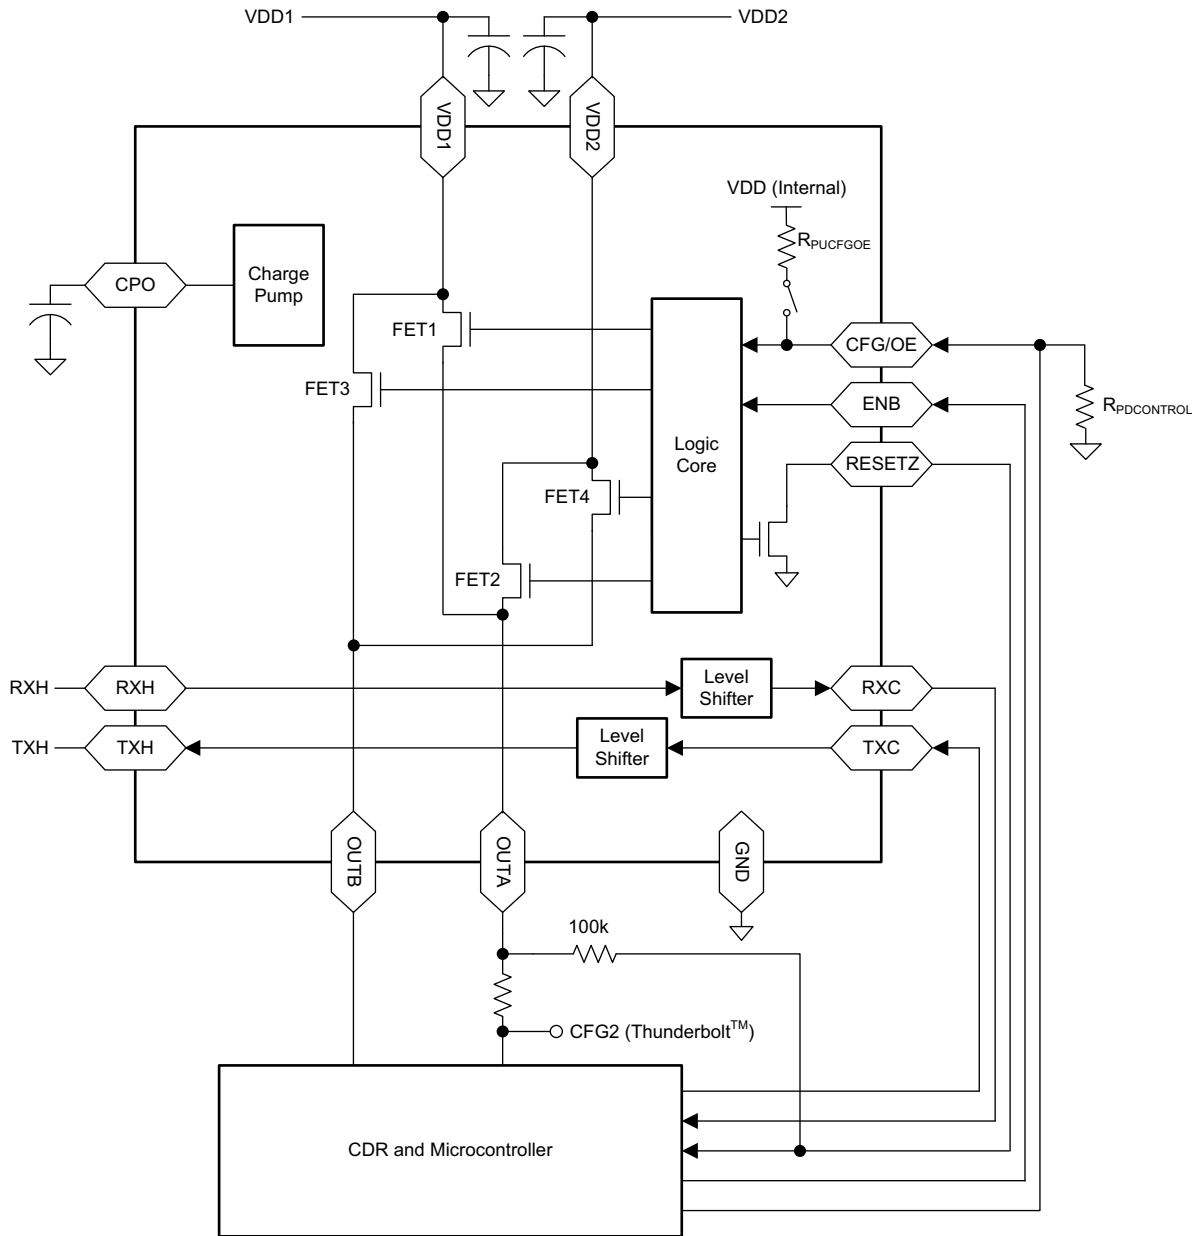 VDD1
VDD2
VDD1
VDD2
VDD (Internal)
RPUCFGOE
CPO
Charge
Pump
FET1
CFG/OE
FET3
ENB
RPDCONTROL
Logic
Core
RESETZ
FET4
FET2
RXH
RXH
Level
Shifter
RXC
TXH
TXH
Level
Shifter
TXC
OUTB
OUTA
GND
100k
CFG2 (Thunderbolt™)
CDR and Microcontroller